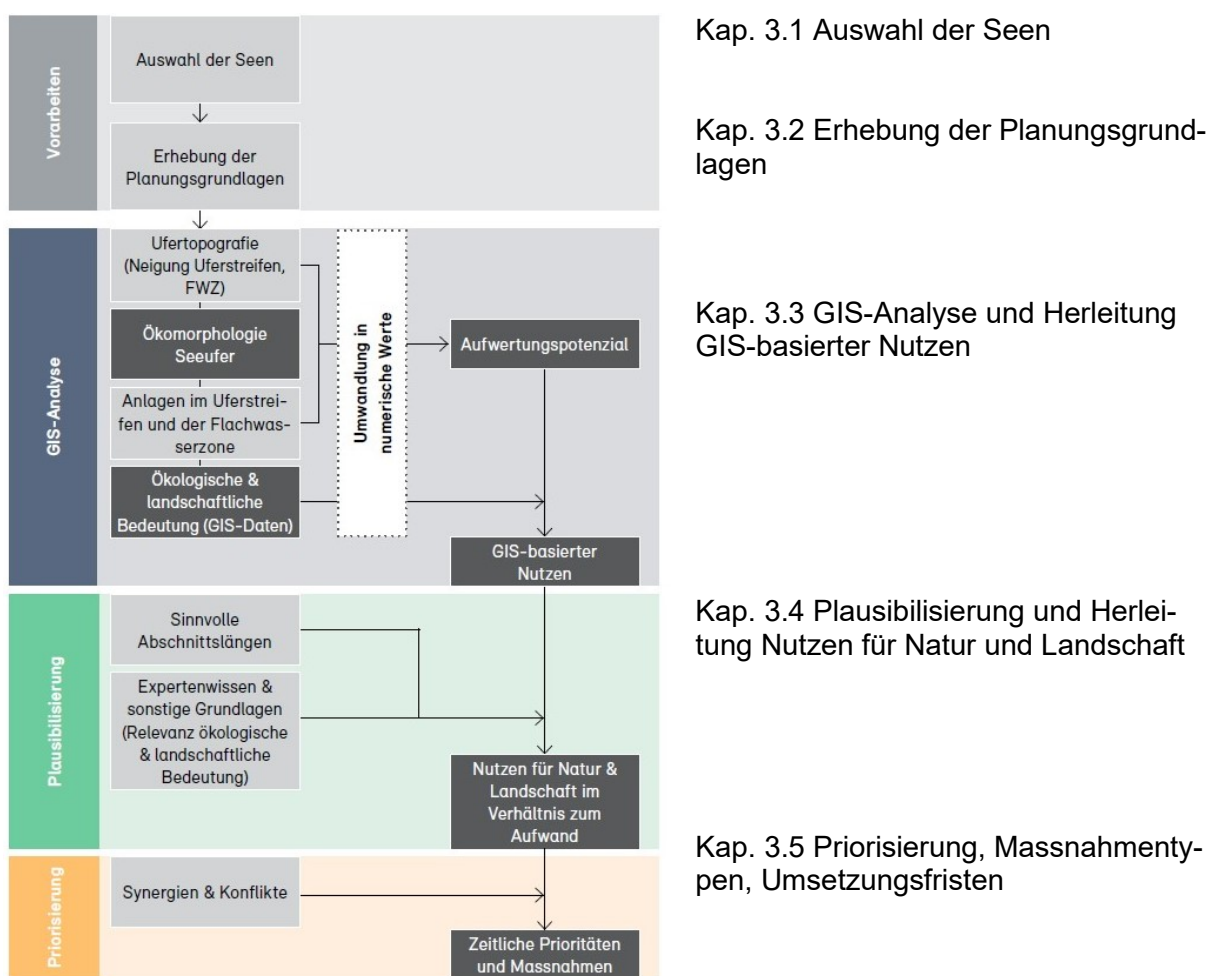 Vorarbeiten
Auswahl der Seen
Erhebung der
Planungsgrundlagen
Kap. 3.1 Auswahl der Seen
Kap. 3.2 Erhebung der Planungsgrund-
lagen
GIS-Analyse
Ufertopografie
(Neigung Uferstreifen,
FWZ)
Ökomorphologie
Seeufer
Anlagen im Uferstrei-
fen und der Flachwas-
serzone
Ökologische &
landschaftliche
Bedeutung (GIS-Daten)
Umwandlung in
numerische Werte
Aufwertungspotenzial
GIS-basierter
Nutzen
Kap. 3.3 GIS-Analyse und Herleitung
GIS-basierter Nutzen
Plausibilisierung
Sinnvolle
Abschnittslängen
Expertenwissen &
sonstige Grundlagen
(Relevanz ökologische
& landschaftliche
Bedeutung)
Nutzen für Natur &
Landschaft im
Verhältnis zum
Aufwand
Kap. 3.4 Plausibilisierung und Herlei-
tung Nutzen für Natur und Landschaft
Priorisierung
Synergien & Konflikte
Zeitliche Prioritäten
und Massnahmen
Kap. 3.5 Priorisierung, Massnahmenty-
pen, Umsetzungsfristen